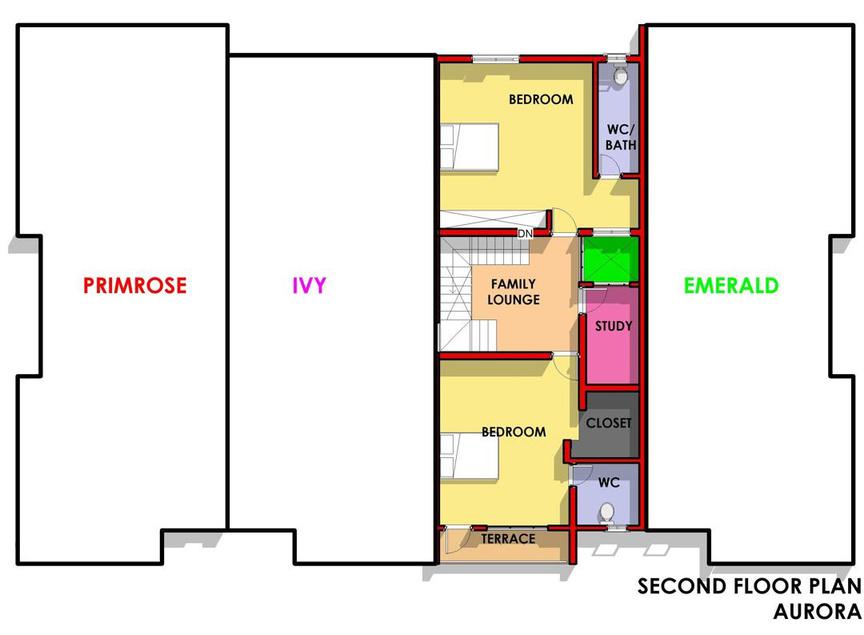 BEDROOM
WC/
BATH
DN
PRIMROSE
IVY
FAMILY
LOUNGE
EMERALD
STUDY
CLOSET
BEDROOM
WC
TERRACE
SECOND FLOOR PLAN
AURORA